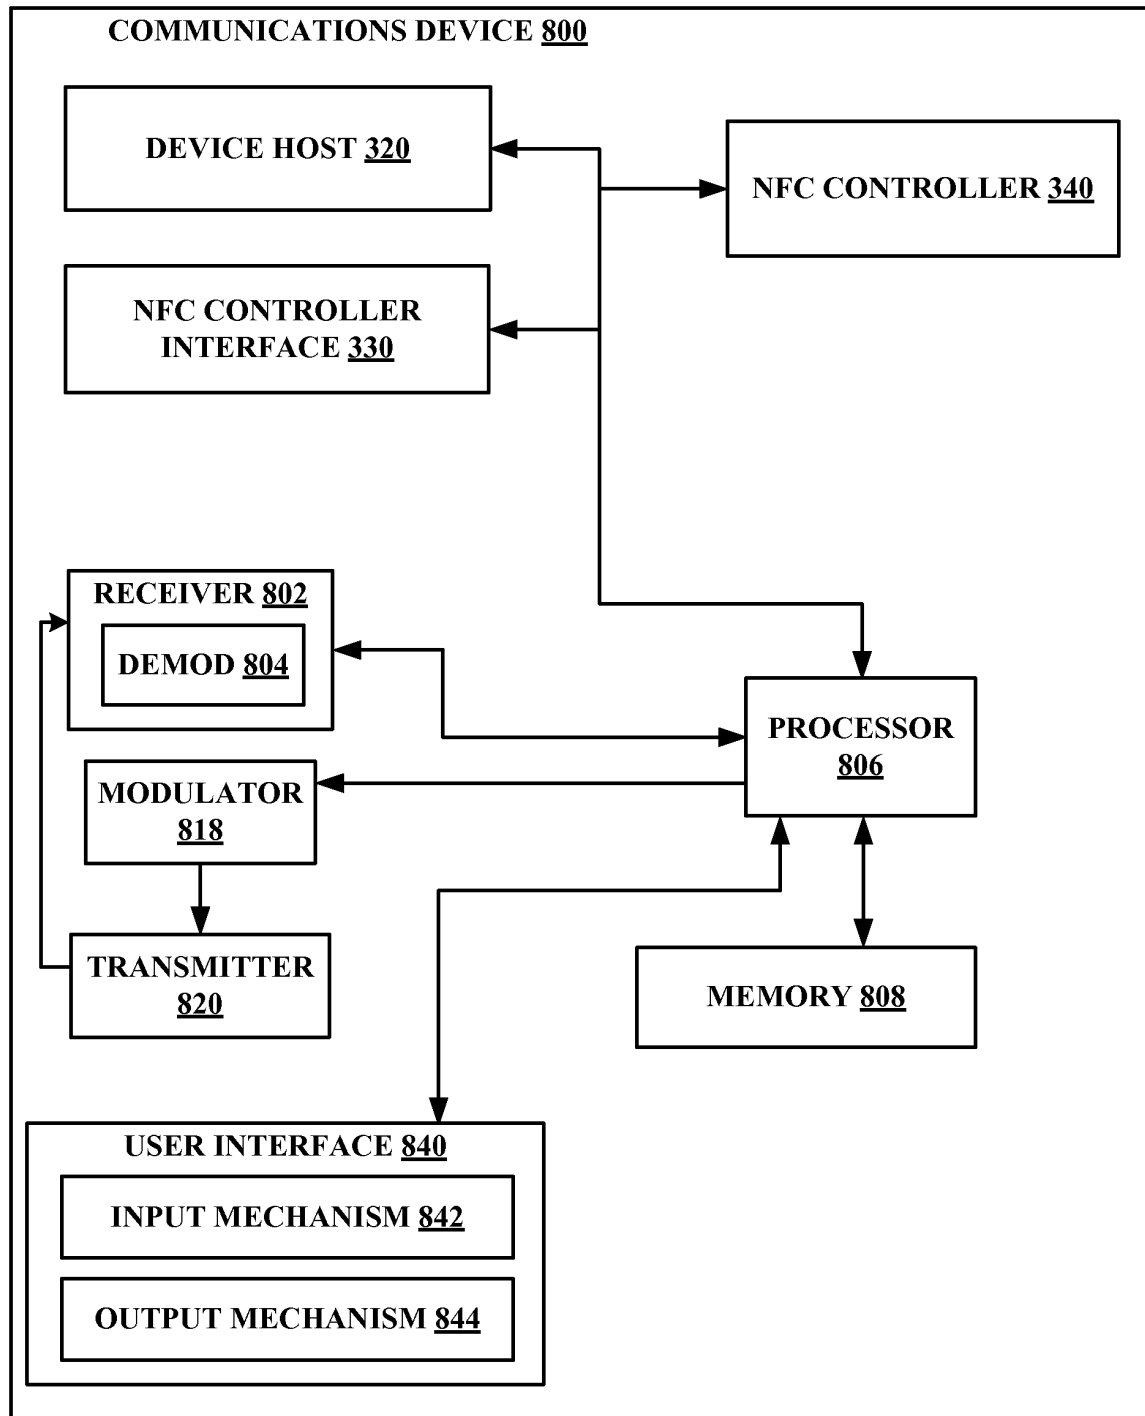 COMMUNICATIONS DEVICE 800
DEVICE HOST 320
NFC CONTROLLER 340
NFC CONTROLLER
INTERFACE 330
RECEIVER 802
DEMOD 804
PROCESSOR
806
MODULATOR
818
TRANSMITTER
820
MEMORY 808
USER INTERFACE 840
INPUT MECHANISM 842
OUTPUT MECHANISM 844